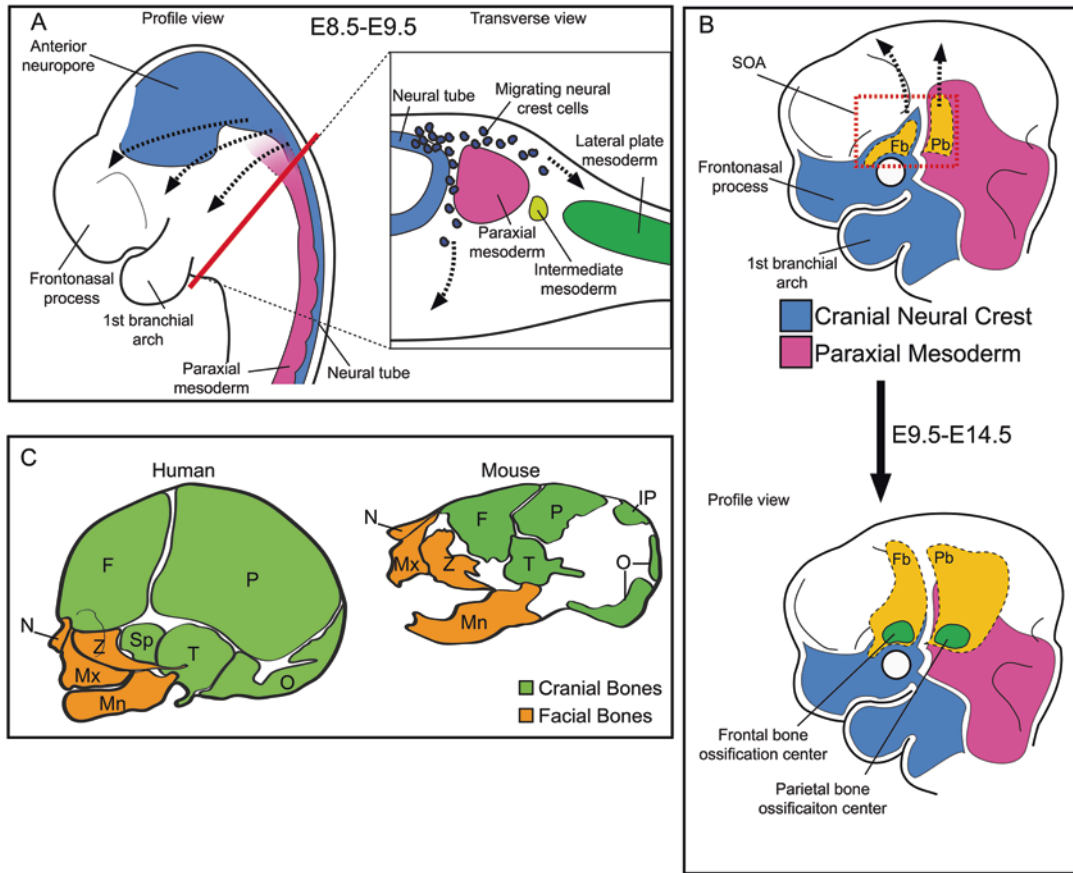 A
Profile view
E8.5-E9.5
Transverse view
Anterior
neuropore
Frontonasal
process
1st branchial
arch
Paraxial
mesoderm
Neural tube
Neural tube
Migrating neural
crest cells
Lateral plate
mesoderm
Paraxial
mesoderm
Intermediate
mesoderm
B
SOA
Fb
Pb
Frontonasal
process
1st branchial
arch
Cranial Neural Crest
Paraxial Mesoderm
E9.5-E14.5
Profile view
Fb
Pb
Frontal bone
ossification center
Parietal bone
ossificaiton center
C
Human
F
P
N
Z
Sp
T
Mx
Mn
O
Mouse
N
F
P
IP
Mx
Z
T
O
Mn
Cranial Bones
Facial Bones